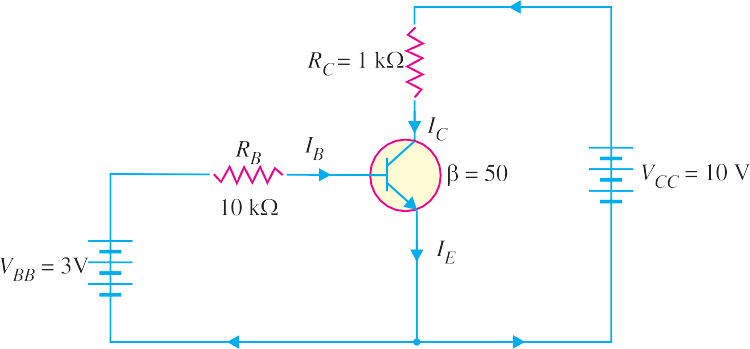 R_C = 1 kΩ
I_C
R_B
I_B
β = 50
V_CC = 10 V
10 kΩ
I_E
V_BB = 3V